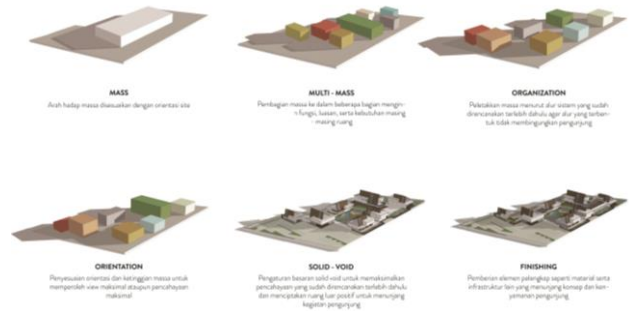 MASS
Arah hadap massa disesuaikan dengan orientasi site
MULTI - MASS
Pembagian massa ke dalam beberapa bagian mengin-
n fungsi, luasan, serta kebutuhan masing
- masing ruang
ORGANIZATION
Peletakkan massa menurut alur sistem yang sudah
direncanakan terlebih dahulu agar alur yang terben-
tuk tidak membingungkan pengunjung
ORIENTATION
Penyesuaian orientasi dan ketinggian massa untuk
memperoleh view maksimal ataupun pencahayaan
maksimal
SOLID - VOID
Pengaturan besaran solid-void untuk memaksimalkan
pencahayaan yang sudah direncanakan terlebih dahulu
dan menciptakan ruang luar positif untuk menunjang
kegiatan pengunjung
FINISHING
Pemberian elemen pelengkap seperti material serta
infrastruktur lain yang menunjang konsep dan ken-
yamanan pengunjung